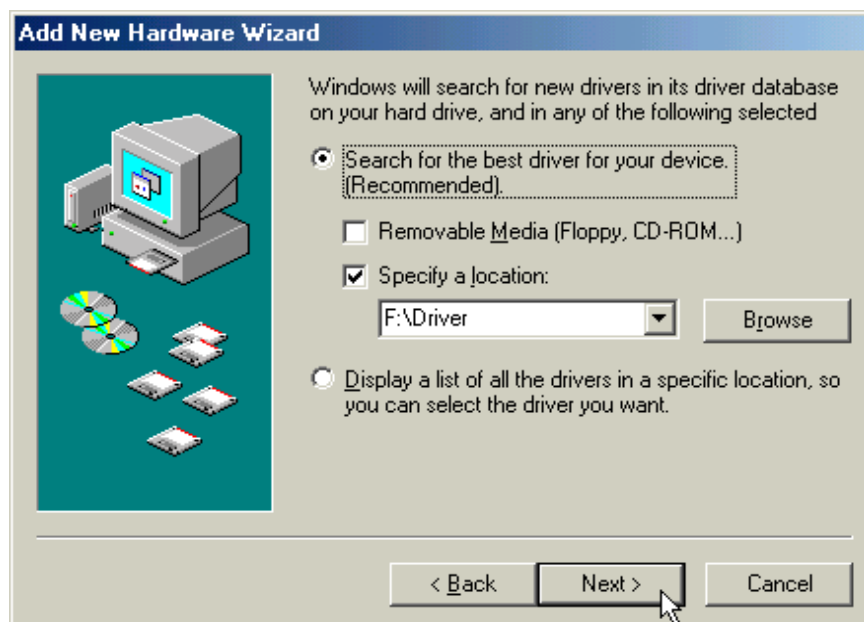 Add New Hardware Wizard
Windows will search for new drivers in its driver database
on your hard drive, and in any of the following selected
Search for the best driver for your device.
(Recommended).
Removable Media (Floppy, CD-ROM...)
Specify a location:
F:\Driver
Browse
Display a list of all the drivers in a specific location, so
you can select the driver you want.
< Back
Next >
Cancel